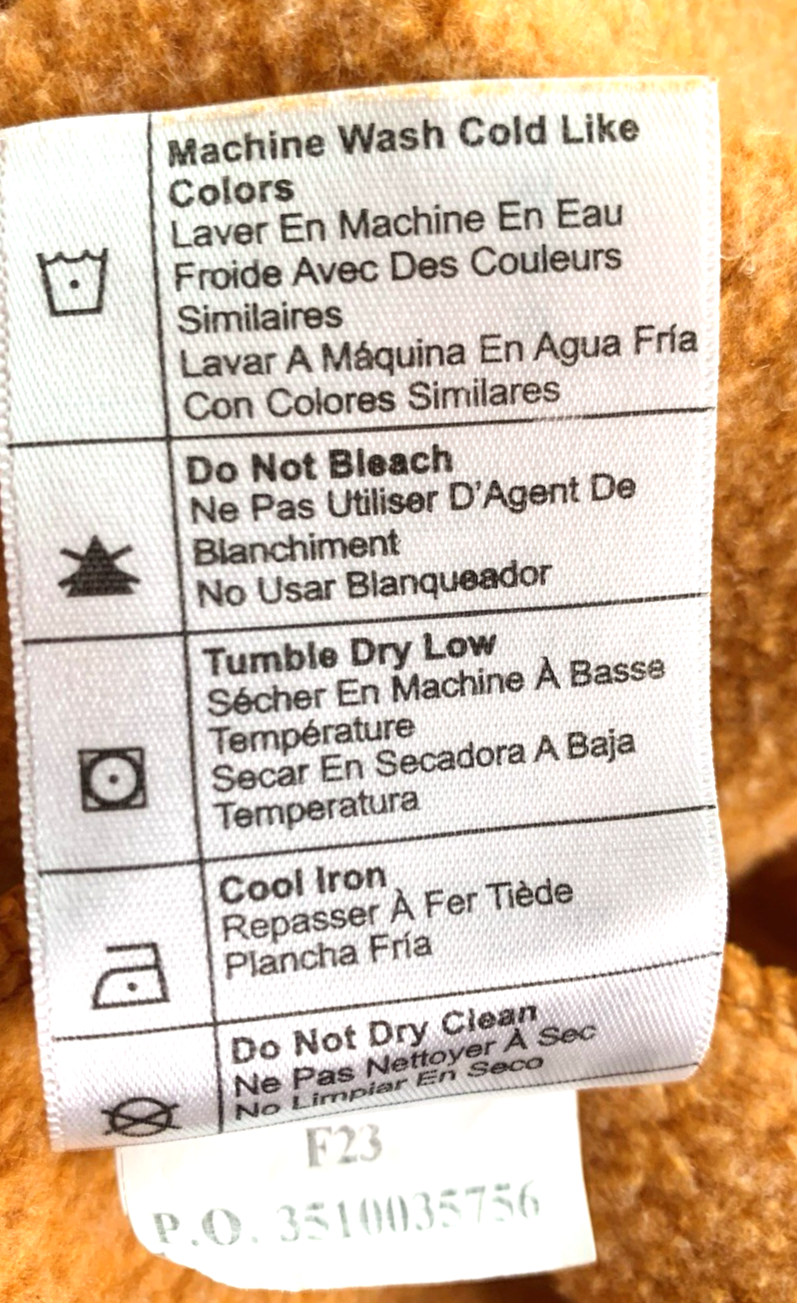 Machine Wash Cold Like
Colors
Laver En Machine En Eau
Froide Avec Des Couleurs
Similaires
Lavar A Máquina En Agua Fría
Con Colores Similares
Do Not Bleach
Ne Pas Utiliser D'Agent De
Blanchiment
No Usar Blanqueador
Tumble Dry Low
Sécher En Machine À Basse
Température
Secar En Secadora A Baja
Temperatura
Cool Iron
Repasser À Fer Tiède
Plancha Fría
Do Not Dry Clean
Ne Pas Nettoyer À Sec
No Limpiar En Seco
F23
P.O. 3510035756